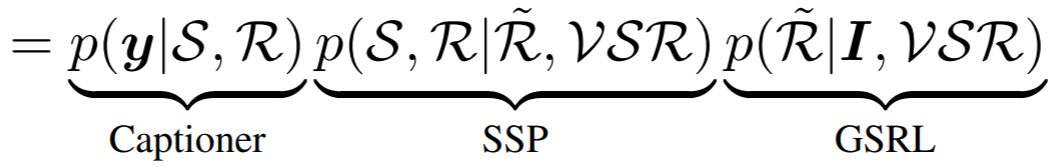 = p(y|S, R) p(S, R|R̃, VSR) p(R̃|I, VSR)
Captioner SSP GSRL